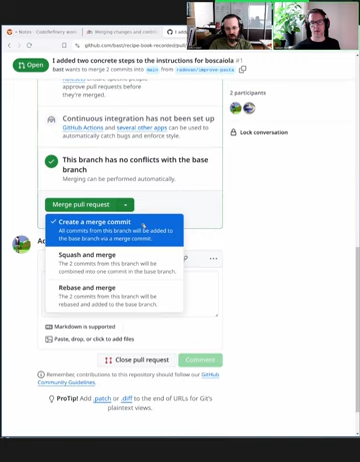 Notes - CodeRefinery
Merging changes and contri
I ad
github.com/bast/recipe-book-recorded/pull
Open
I added two concrete steps to the instructions for boscaiola #1
bast wants to merge 2 commits into main from radovan/improve-pasta
approve pull requests before
they're merged.
Continuous integration has not been set up
GitHub Actions and several other apps can be used to
automatically catch bugs and enforce style.
This branch has no conflicts with the base
branch
Merging can be performed automatically.
Merge pull request
Create a merge commit
All commits from this branch will be added to
the base branch via a merge commit.
Squash and merge
The 2 commits from this branch will be
combined into one commit in the base branch.
Rebase and merge
The 2 commits from this branch will be
rebased and added to the base branch.
Markdown is supported
Paste, drop, or click to add files
Close pull request
Comment
Remember, contributions to this repository should follow our GitHub
Community Guidelines.
ProTip! Add .patch or .diff to the end of URLs for Git's
plaintext views.
2 participants
Lock conversation